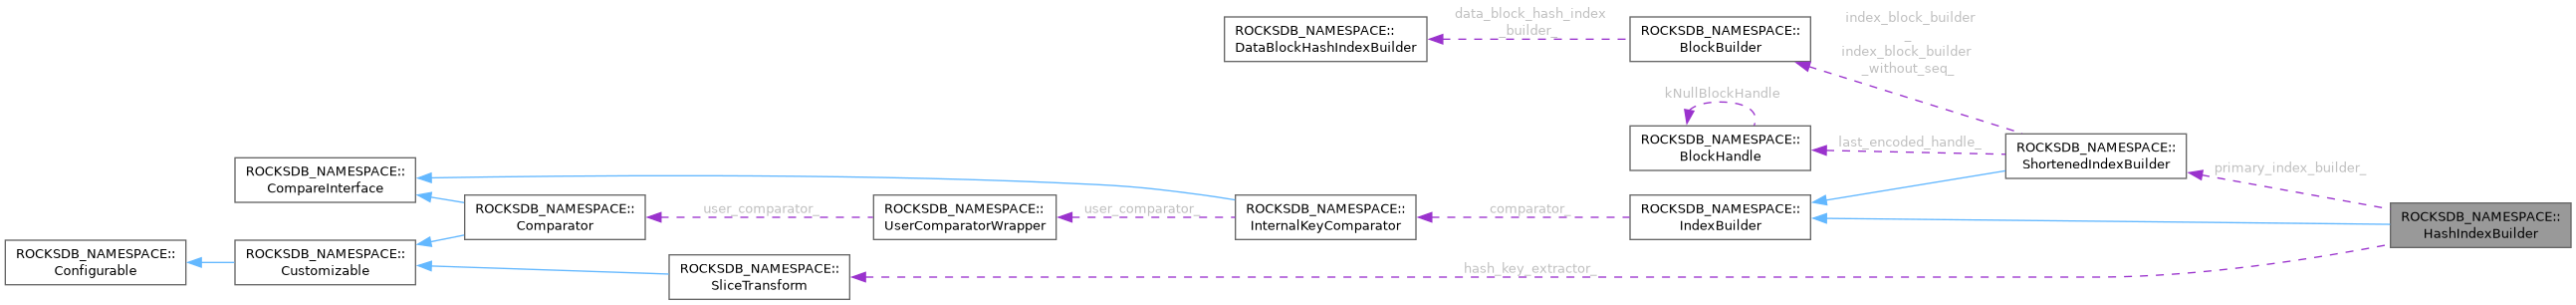 data_block_hash_index
_builder_
index_block_builder
_
index_block_builder
_without_seq_
ROCKSDB_NAMESPACE::
DataBlockHashIndexBuilder
ROCKSDB_NAMESPACE::
BlockBuilder
kNullBlockHandle
ROCKSDB_NAMESPACE::
BlockHandle
last_encoded_handle_
ROCKSDB_NAMESPACE::
ShortenedIndexBuilder
primary_index_builder_
ROCKSDB_NAMESPACE::
CompareInterface
ROCKSDB_NAMESPACE::
Comparator
user_comparator_
ROCKSDB_NAMESPACE::
UserComparatorWrapper
user_comparator_
ROCKSDB_NAMESPACE::
InternalKeyComparator
comparator_
ROCKSDB_NAMESPACE::
IndexBuilder
ROCKSDB_NAMESPACE::
HashIndexBuilder
ROCKSDB_NAMESPACE::
Configurable
ROCKSDB_NAMESPACE::
Customizable
ROCKSDB_NAMESPACE::
SliceTransform
hash_key_extractor_